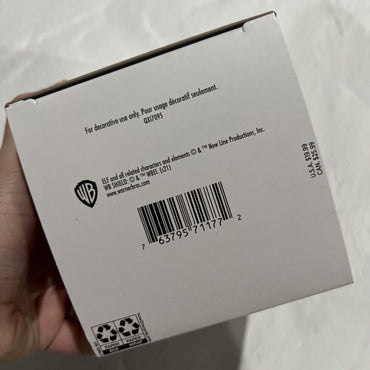 For decorative use only. Pour usage décoratif seulement.
QXI7095
ELF and all related characters and elements © & ™ New Line Productions, Inc.
WB SHIELD: © & ™ WBEI. (s21)
www.warnerbros.com
WB
U.S.A. $19.99
CAN. $25.99
7 63795 71177 2